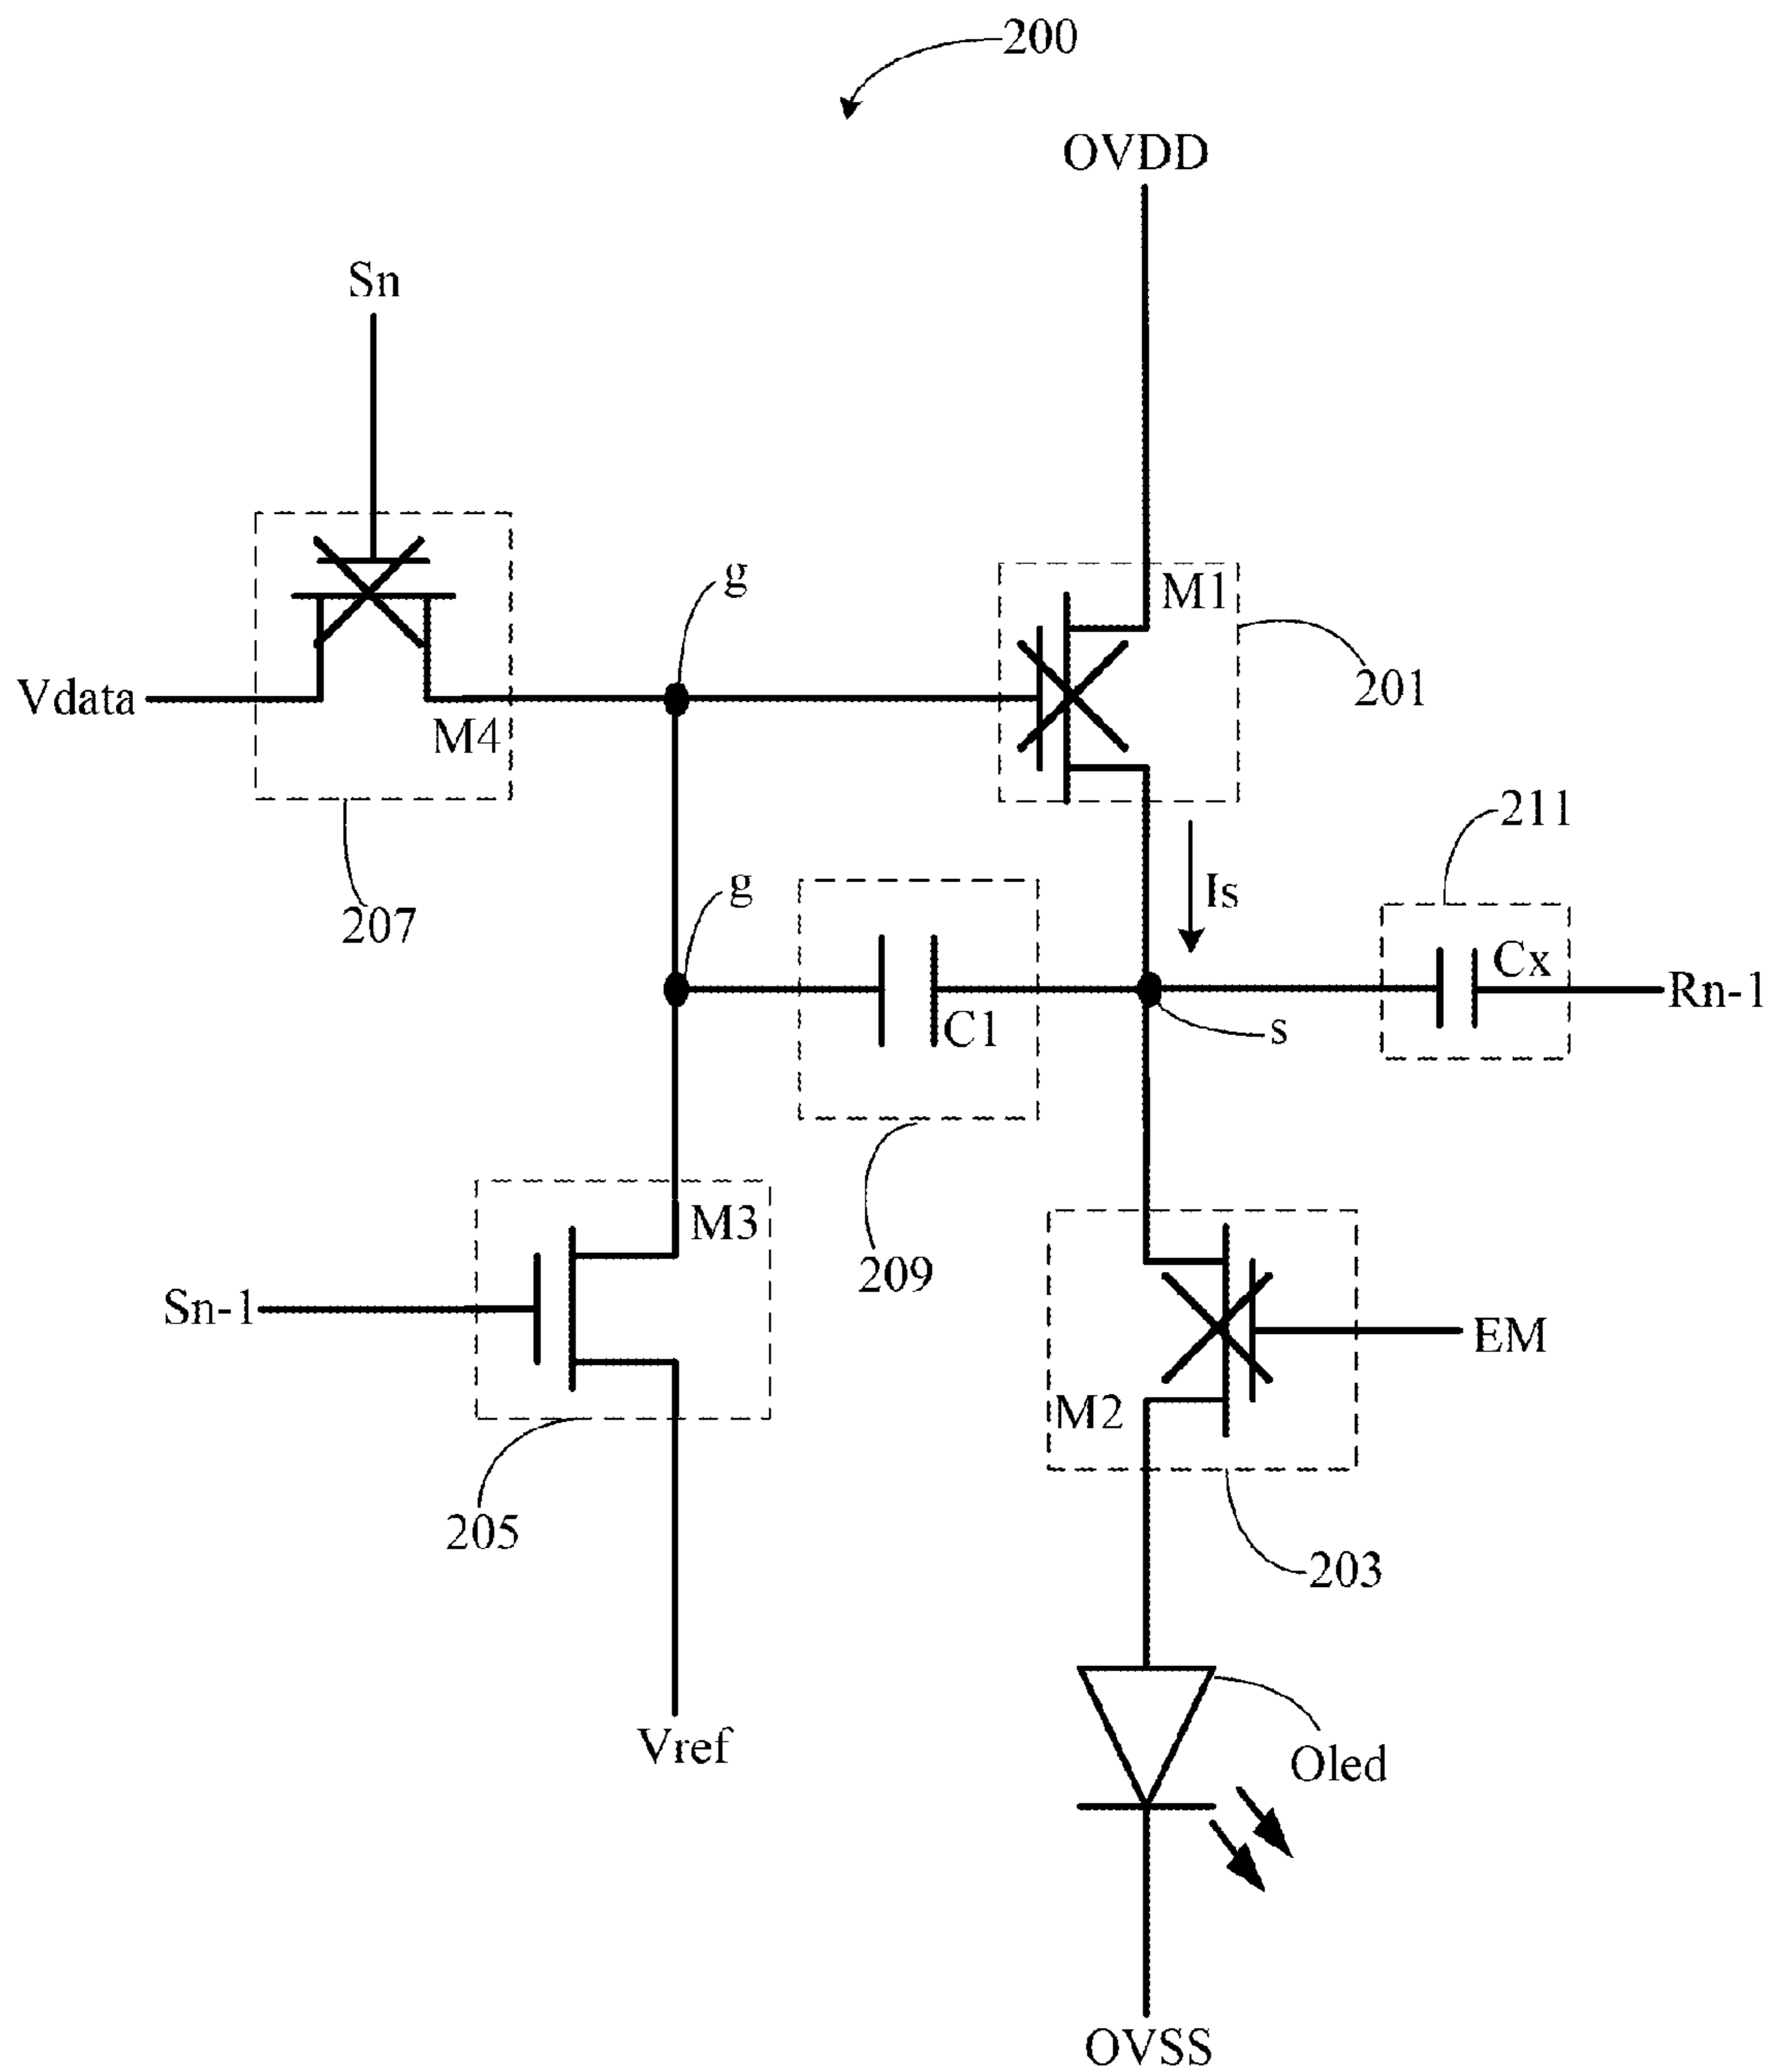 200
OVDD
Sn
g
M1
201
Vdata
M4
211
207
g
Is
Cx
Rn-1
C1
s
M3
209
Sn-1
EM
M2
205
203
Vref
Oled
OVSS